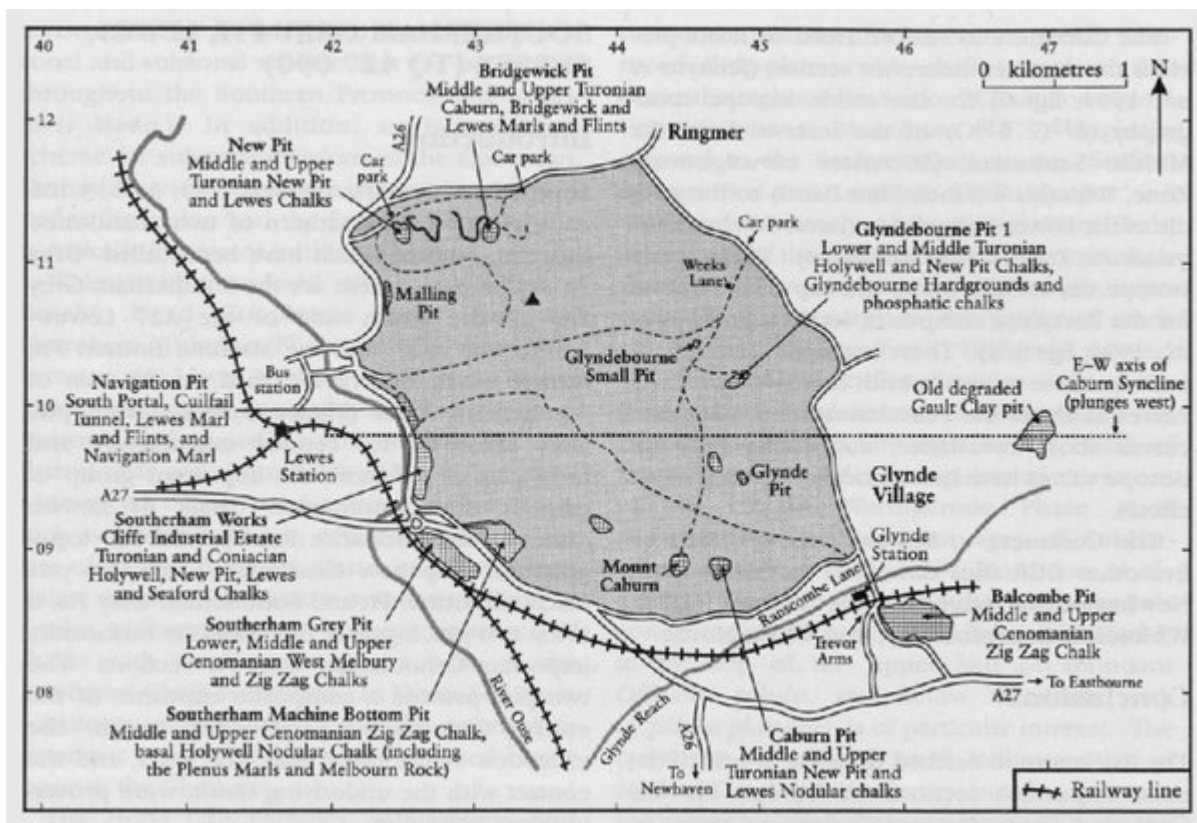 40
41
42
43
44
45
46
47
12
11
10
09
08
0 kilometres 1
N
Bridgewick Pit
Middle and Upper Turonian
Caburn, Bridgewick and
Lewes Marls and Flints
A26
Ringmer
New Pit
Middle and Upper
Turonian New Pit
and Lewes Chalks
Car
park
Car park
Car park
Glyndebourne Pit 1
Lower and Middle Turonian
Holywell and New Pit Chalks,
Glyndebourne Hardgrounds and
phosphatic chalks
Weeks
Lane
Malling
Pit
Glyndebourne
Small Pit
Bus
station
E–W axis of
Caburn Syncline
(plunges west)
Old degraded
Gault Clay pit
Navigation Pit
South Portal, Cuilfail
Tunnel, Lewes Marl
and Flints, and
Navigation Marl
Lewes
Station
A27
Glynde
Pit
Glynde
Village
Southerham Works
Cliffe Industrial Estate
Turonian and Coniacian
Holywell, New Pit, Lewes
and Seaford Chalks
Glynde
Station
Mount
Caburn
Ranscombe Lane
Balcombe Pit
Middle and Upper
Cenomanian
Zig Zag Chalk
Southerham Grey Pit
Lower, Middle and Upper
Cenomanian West Melbury
and Zig Zag Chalks
Trevor
Arms
To Eastbourne
A27
River Ouse
Glynde Reach
Southerham Machine Bottom Pit
Middle and Upper Cenomanian Zig Zag Chalk,
basal Holywell Nodular Chalk (including
the Plenus Marls and Melbourn Rock)
A26
To
Newhaven
Caburn Pit
Middle and Upper
Turonian New Pit and
Lewes Nodular chalks
Railway line